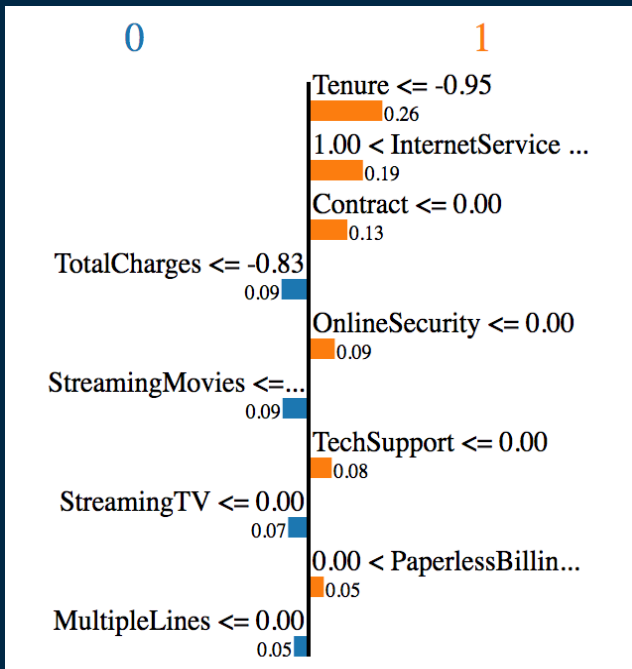 0
1
Tenure <= -0.95
0.26
1.00 < InternetService ...
0.19
Contract <= 0.00
0.13
TotalCharges <= -0.83
0.09
OnlineSecurity <= 0.00
0.09
StreamingMovies <=...
0.09
TechSupport <= 0.00
0.08
StreamingTV <= 0.00
0.07
0.00 < PaperlessBillin...
0.05
MultipleLines <= 0.00
0.05